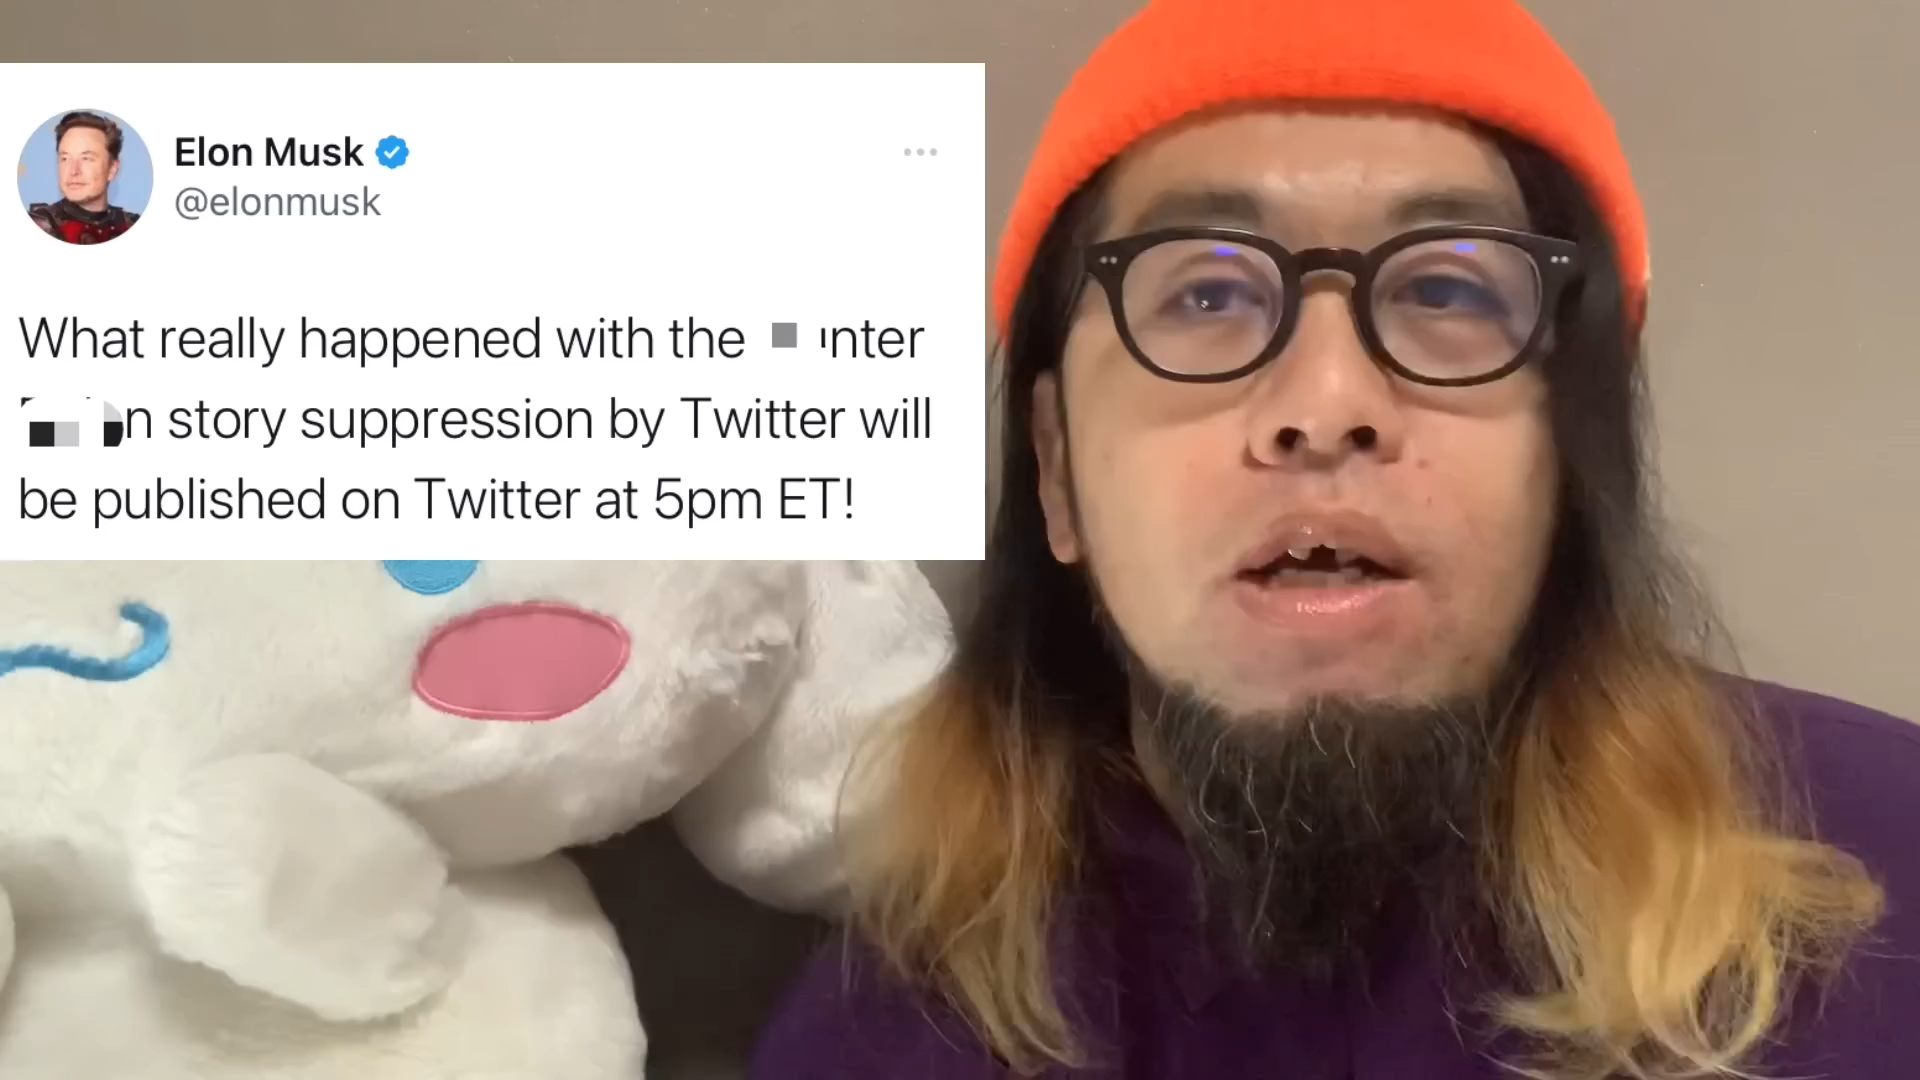 Elon Musk
@elonmusk
What really happened with the
story suppression by Twitter will
be published on Twitter at 5pm ET!